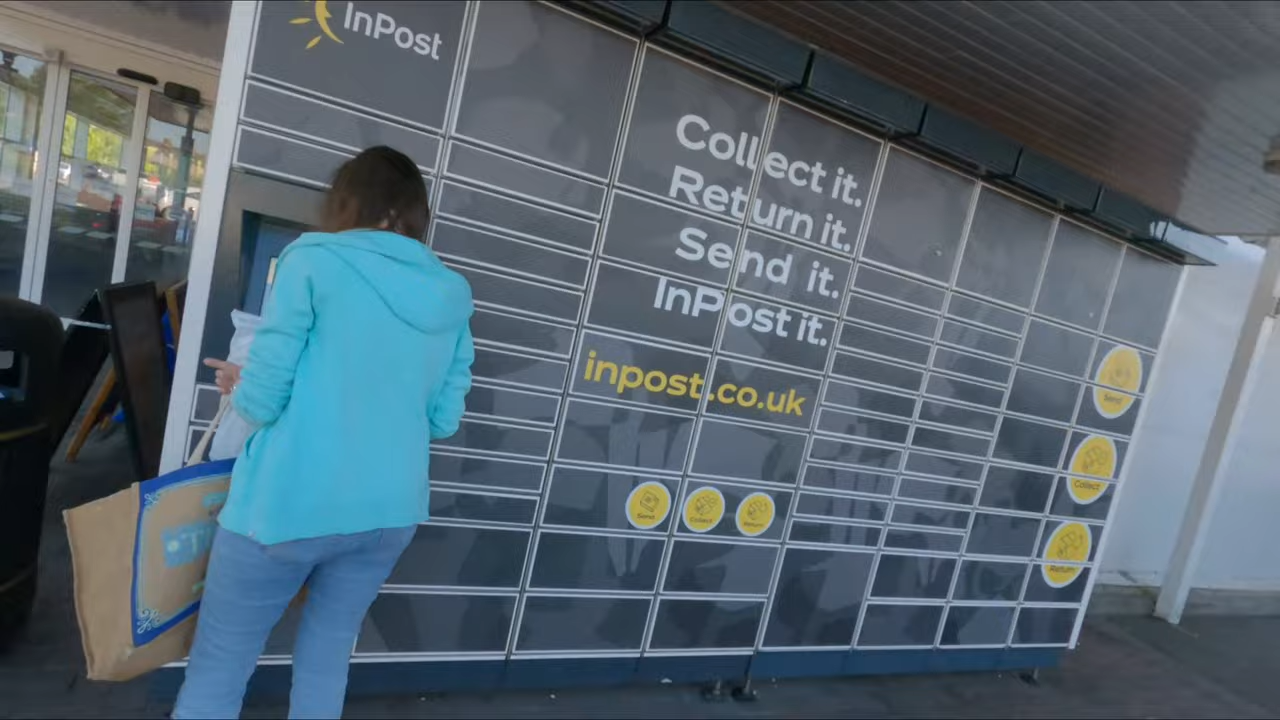 InPost
Collect it.
Return it.
Send it.
InPost it.
inpost.co.uk
Send
Collect
Return
Send
Collect
Return